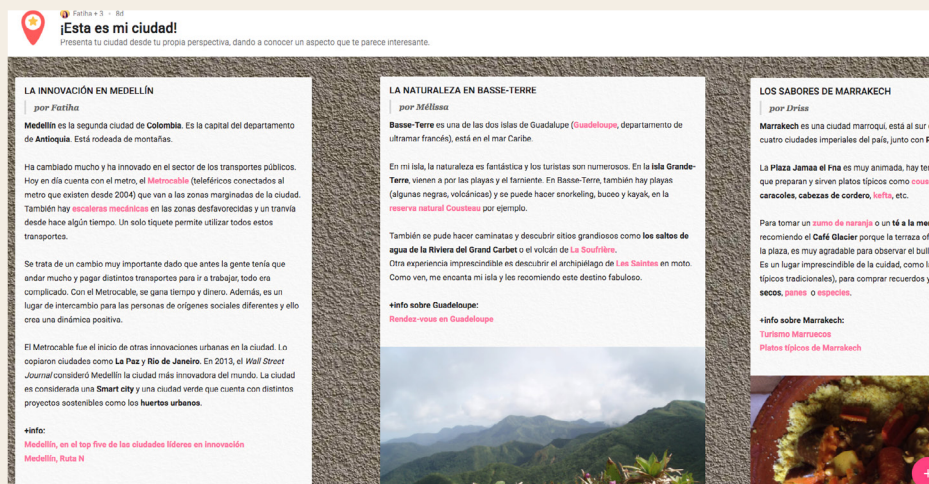 Fatiha + 3 • 8d
¡Esta es mi ciudad!
Presenta tu ciudad desde tu propia perspectiva, dando a conocer un aspecto que te parece interesante.
LA INNOVACIÓN EN MEDELLÍN
por Fatiha
Medellín es la segunda ciudad de Colombia. Es la capital del departamento
de Antioquia. Está rodeada de montañas.
Ha cambiado mucho y ha innovado en el sector de los transportes públicos.
Hoy en día cuenta con el metro, el Metrocable (teleféricos conectados al
metro que existen desde 2004) que van a las zonas marginadas de la ciudad.
También hay escaleras mecánicas en las zonas desfavorecidas y un tranvía
desde hace algún tiempo. Un solo tiquete permite utilizar todos estos
transportes.
Se trata de un cambio muy importante dado que antes la gente tenía que
andar mucho y pagar distintos transportes para ir a trabajar, todo era
complicado. Con el Metrocable, se gana tiempo y dinero. Además, es un
lugar de intercambio para las personas de orígenes sociales diferentes y ello
crea una dinámica positiva.
El Metrocable fue el inicio de otras innovaciones urbanas en la ciudad. Lo
copiaron ciudades como La Paz y Rio de Janeiro. En 2013, el Wall Street
Journal consideró Medellín la ciudad más innovadora del mundo. La ciudad
es considerada una Smart city y una ciudad verde que cuenta con distintos
proyectos sostenibles como los huertos urbanos.
+info:
Medellín, en el top five de las ciudades líderes en innovación
Medellín, Ruta N
LA NATURALEZA EN BASSE-TERRE
por Mélissa
Basse-Terre es una de las dos islas de Guadalupe (Guadeloupe, departamento de
ultramar francés), está en el mar Caribe.
En mi isla, la naturaleza es fantástica y los turistas son numerosos. En la isla Grande-
Terre, vienen a por las playas y el farniente. En Basse-Terre, también hay playas
(algunas negras, volcánicas) y se puede hacer snorkeling, buceo y kayak, en la
reserva natural Cousteau por ejemplo.
También se pude hacer caminatas y descubrir sitios grandiosos como los saltos de
agua de la Riviera del Grand Carbet o el volcán de La Soufrière.
Otra experiencia imprescindible es descubrir el archipiélago de Les Saintes en moto.
Como ven, me encanta mi isla y les recomiendo este destino fabuloso.
+info sobre Guadeloupe:
Rendez-vous en Guadeloupe
LOS SABORES DE MARRAKECH
por Driss
Marrakech es una ciudad marroquí, está al sur
cuatro ciudades imperiales del país, junto con
La Plaza Jamaa el Fna es muy animada, hay
que preparan y sirven platos típicos como
caracoles, cabezas de cordero, kefta, etc.
Para tomar un zumo de naranja o un té a la
recomiendo el Café Glacier porque la terraza
la plaza, es muy agradable para observar el
Es un lugar imprescindible de la cuidad, como
típicos tradicionales), para comprar recuerdos y
secos, panes o especies.
+info sobre Marrakech:
Turismo Marruecos
Platos típicos de Marrakech